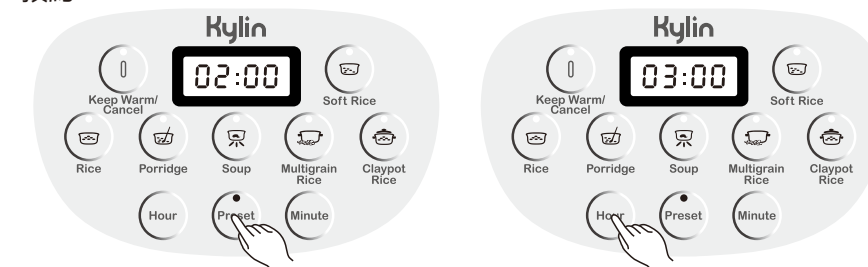 Kylin
02:00
Keep Warm/
Cancel
Soft Rice
Rice
Porridge
Soup
Multigrain
Rice
Claypot
Rice
Hour
Preset
Minute
Kylin
03:00
Keep Warm/
Cancel
Soft Rice
Rice
Porridge
Soup
Multigrain
Rice
Claypot
Rice
Hour
Preset
Minute